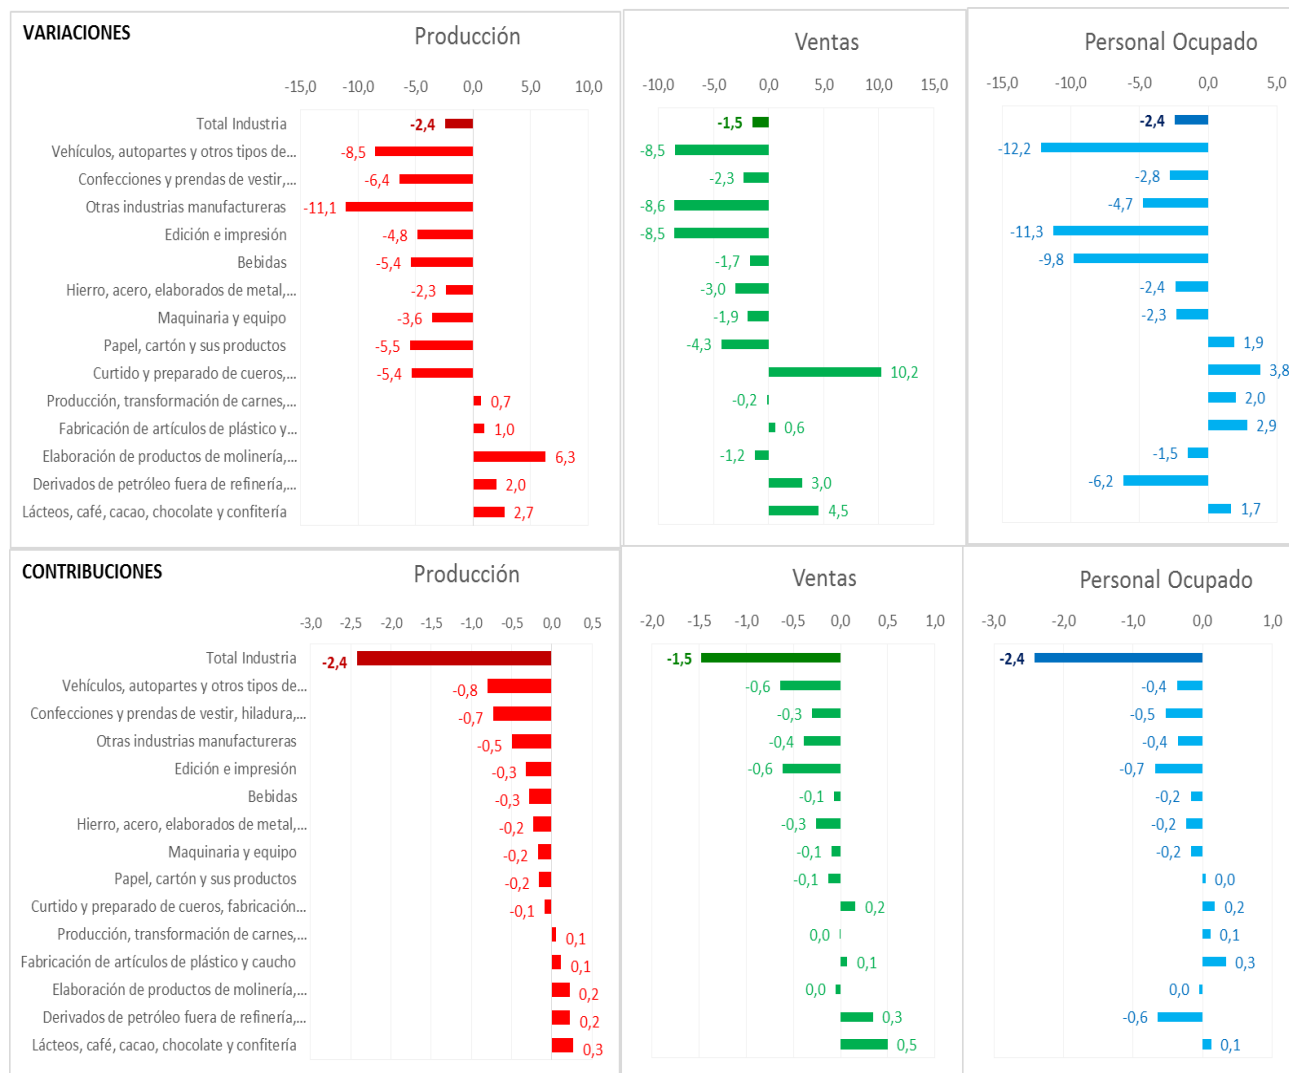 VARIACIONES
Producción
Ventas
Personal Ocupado
-15,0 -10,0 -5,0 0,0 5,0 10,0
-10,0 -5,0 0,0 5,0 10,0 15,0
-15,0 -10,0 -5,0 0,0 5,0
Total Industria -2,4 -1,5 -2,4
Vehículos, autopartes y otros tipos de... -8,5 -8,5 -12,2
Confecciones y prendas de vestir,... -6,4 -2,3 -2,8
Otras industrias manufactureras -11,1 -8,6 -4,7
Edición e impresión -4,8 -8,5 -11,3
Bebidas -5,4 -1,7 -9,8
Hierro, acero, elaborados de metal,... -2,3 -3,0 -2,4
Maquinaria y equipo -3,6 -1,9 -2,3
Papel, cartón y sus productos -5,5 -4,3 1,9
Curtido y preparado de cueros,... -5,4 10,2 3,8
Producción, transformación de carnes,... 0,7 -0,2 2,0
Fabricación de artículos de plástico y... 1,0 0,6 2,9
Elaboración de productos de molinería,... 6,3 -1,2 -1,5
Derivados de petróleo fuera de refinería,... 2,0 3,0 -6,2
Lácteos, café, cacao, chocolate y confitería 2,7 4,5 1,7
CONTRIBUCIONES
Producción
Ventas
Personal Ocupado
-3,0 -2,5 -2,0 -1,5 -1,0 -0,5 0,0 0,5
-2,0 -1,5 -1,0 -0,5 0,0 0,5 1,0
-3,0 -2,0 -1,0 0,0 1,0
Total Industria -2,4 -1,5 -2,4
Vehículos, autopartes y otros tipos de... -0,8 -0,6 -0,4
Confecciones y prendas de vestir, hiladura,... -0,7 -0,3 -0,5
Otras industrias manufactureras -0,5 -0,4 -0,4
Edición e impresión -0,3 -0,6 -0,7
Bebidas -0,3 -0,1 -0,2
Hierro, acero, elaborados de metal,... -0,2 -0,3 -0,2
Maquinaria y equipo -0,2 -0,1 -0,2
Papel, cartón y sus productos -0,2 -0,1 0,0
Curtido y preparado de cueros, fabricación... -0,1 0,2 0,2
Producción, transformación de carnes,... 0,1 0,0 0,1
Fabricación de artículos de plástico y caucho 0,1 0,1 0,3
Elaboración de productos de molinería,... 0,2 0,0 0,0
Derivados de petróleo fuera de refinería,... 0,2 0,3 -0,6
Lácteos, café, cacao, chocolate y confitería 0,3 0,5 0,1